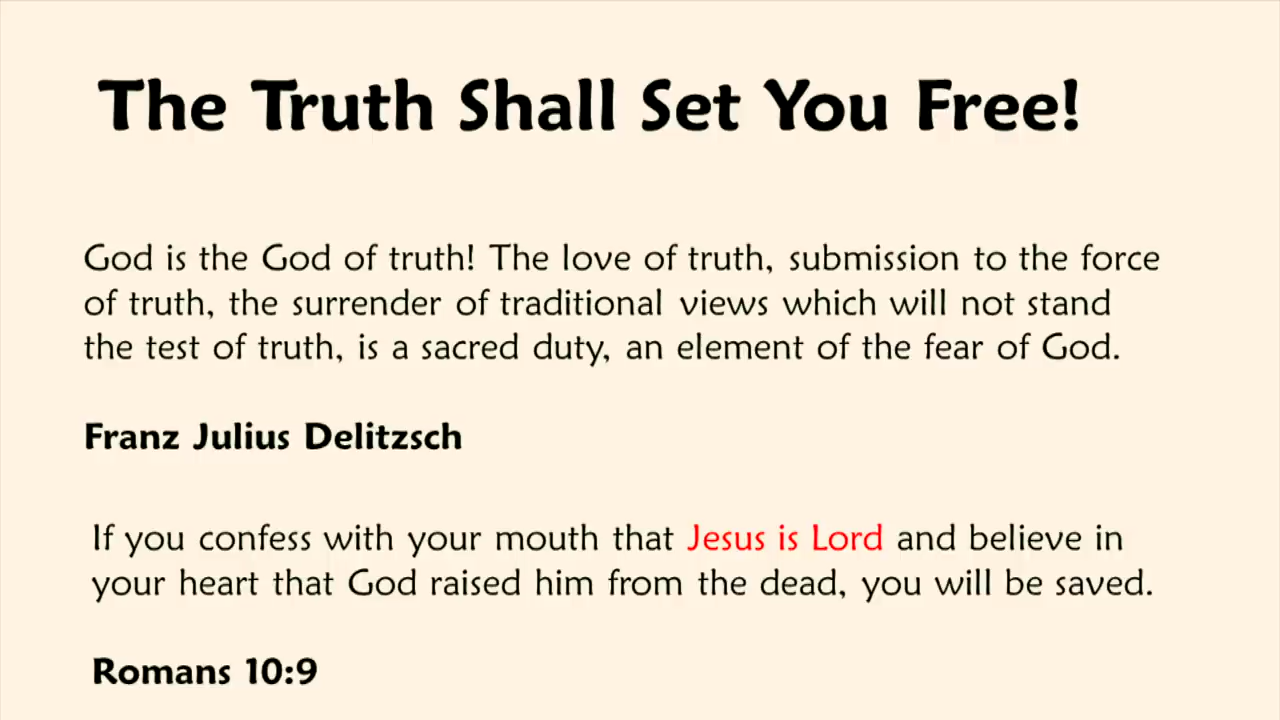 The Truth Shall Set You Free!
God is the God of truth! The love of truth, submission to the force
of truth, the surrender of traditional views which will not stand
the test of truth, is a sacred duty, an element of the fear of God.
Franz Julius Delitzsch
If you confess with your mouth that Jesus is Lord and believe in
your heart that God raised him from the dead, you will be saved.
Romans 10:9